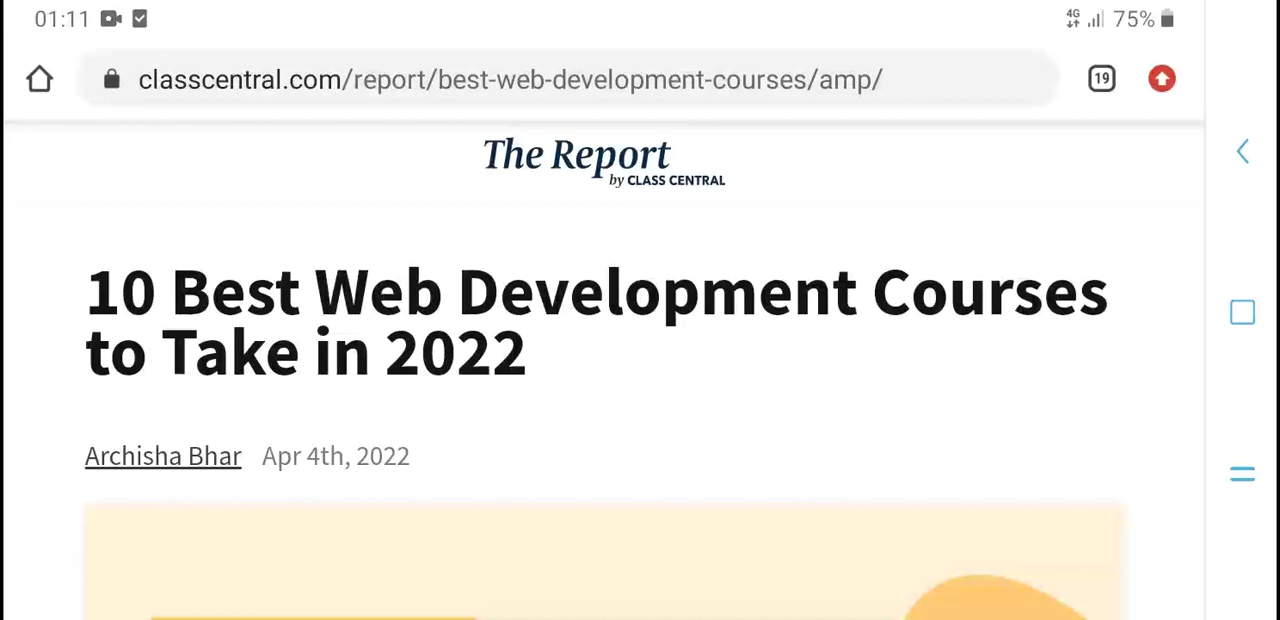 01:11 4G 75%
classcentral.com/report/best-web-development-courses/amp/ 19
The Report
by CLASS CENTRAL
10 Best Web Development Courses
to Take in 2022
Archisha Bhar Apr 4th, 2022